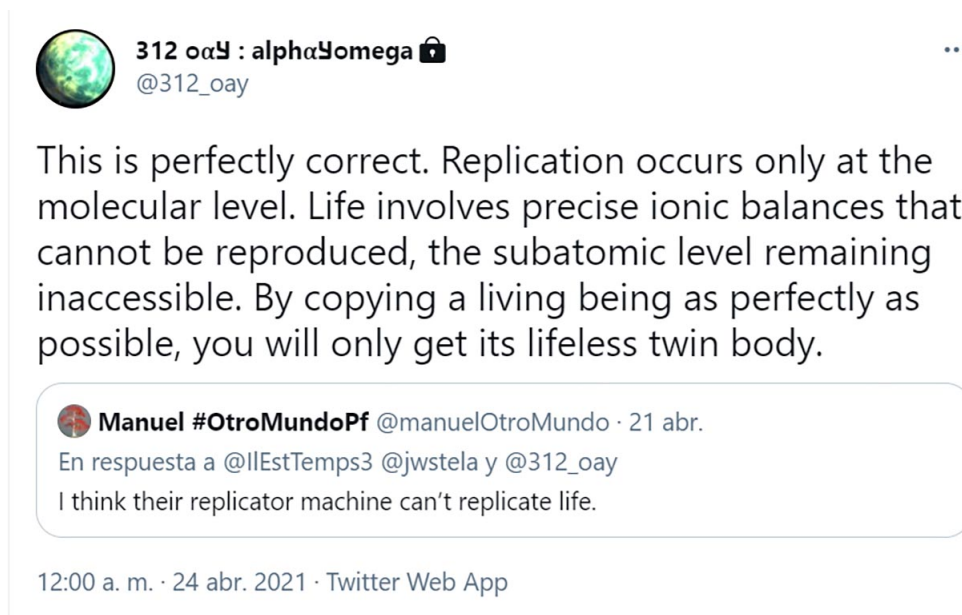 312 oαY : alphαYomega
@312_oay
This is perfectly correct. Replication occurs only at the
molecular level. Life involves precise ionic balances that
cannot be reproduced, the subatomic level remaining
inaccessible. By copying a living being as perfectly as
possible, you will only get its lifeless twin body.
Manuel #OtroMundoPf @manuelOtroMundo · 21 abr.
En respuesta a @IlEstTemps3 @jwstela y @312_oay
I think their replicator machine can’t replicate life.
12:00 a. m. · 24 abr. 2021 · Twitter Web App